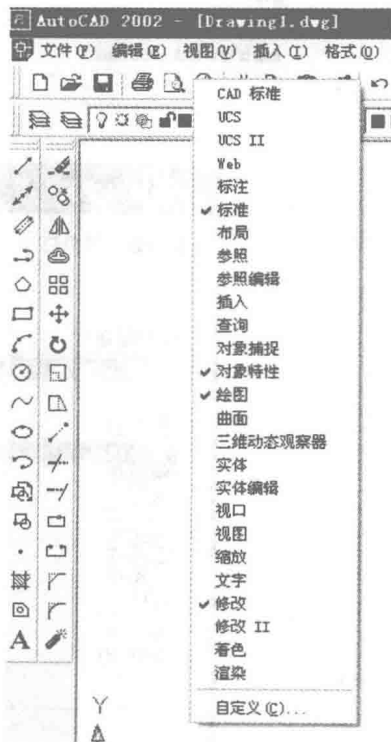 AutoCAD 2002 - [Drawing1.dwg]
文件(F) 编辑(E) 视图(V) 插入(I) 格式(O)
CAD 标准
UCS
UCS II
Web
标注
标准
布局
参照
参照编辑
插入
查询
对象捕捉
对象特性
绘图
曲面
三维动态观察器
实体
实体编辑
视口
视图
缩放
文字
修改
修改 II
着色
渲染
自定义(C)...
A
Y